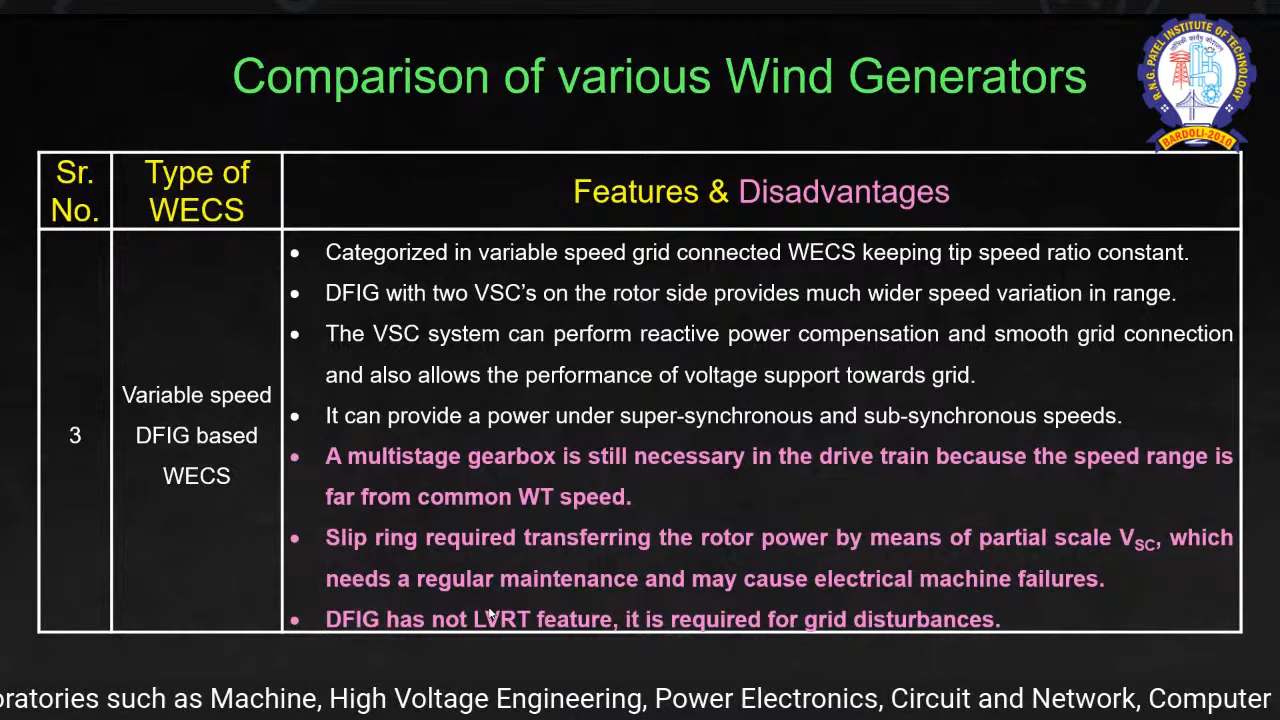 Comparison of various Wind Generators
R.N.G. PATEL INSTITUTE OF TECHNOLOGY
BARDOLI-2010
Sr. No.
Type of WECS
Features & Disadvantages
3
Variable speed
DFIG based
WECS
• Categorized in variable speed grid connected WECS keeping tip speed ratio constant.
• DFIG with two VSC’s on the rotor side provides much wider speed variation in range.
• The VSC system can perform reactive power compensation and smooth grid connection
and also allows the performance of voltage support towards grid.
• It can provide a power under super-synchronous and sub-synchronous speeds.
• A multistage gearbox is still necessary in the drive train because the speed range is
far from common WT speed.
• Slip ring required transferring the rotor power by means of partial scale VSC, which
needs a regular maintenance and may cause electrical machine failures.
• DFIG has not LVRT feature, it is required for grid disturbances.
oratories such as Machine, High Voltage Engineering, Power Electronics, Circuit and Network, Computer